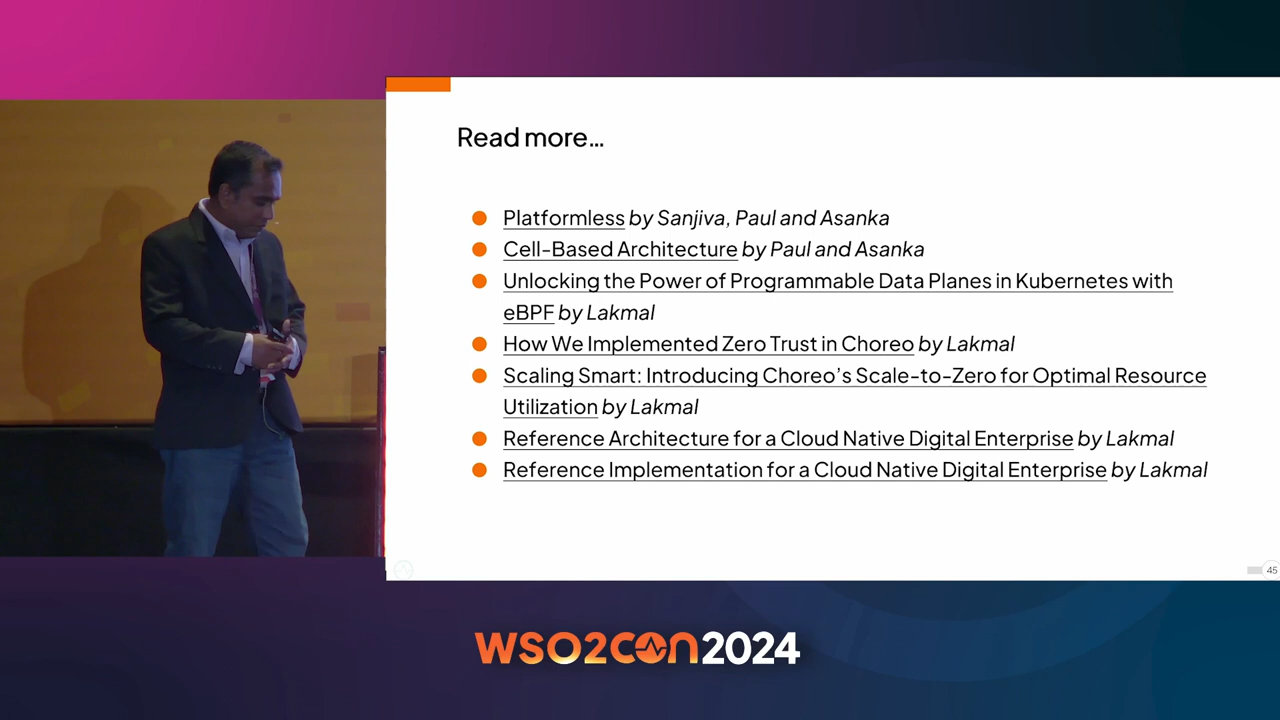 Read more…
Platformless by Sanjiva, Paul and Asanka
Cell-Based Architecture by Paul and Asanka
Unlocking the Power of Programmable Data Planes in Kubernetes with
eBPF by Lakmal
How We Implemented Zero Trust in Choreo by Lakmal
Scaling Smart: Introducing Choreo’s Scale-to-Zero for Optimal Resource
Utilization by Lakmal
Reference Architecture for a Cloud Native Digital Enterprise by Lakmal
Reference Implementation for a Cloud Native Digital Enterprise by Lakmal
45
WSO2CON2024